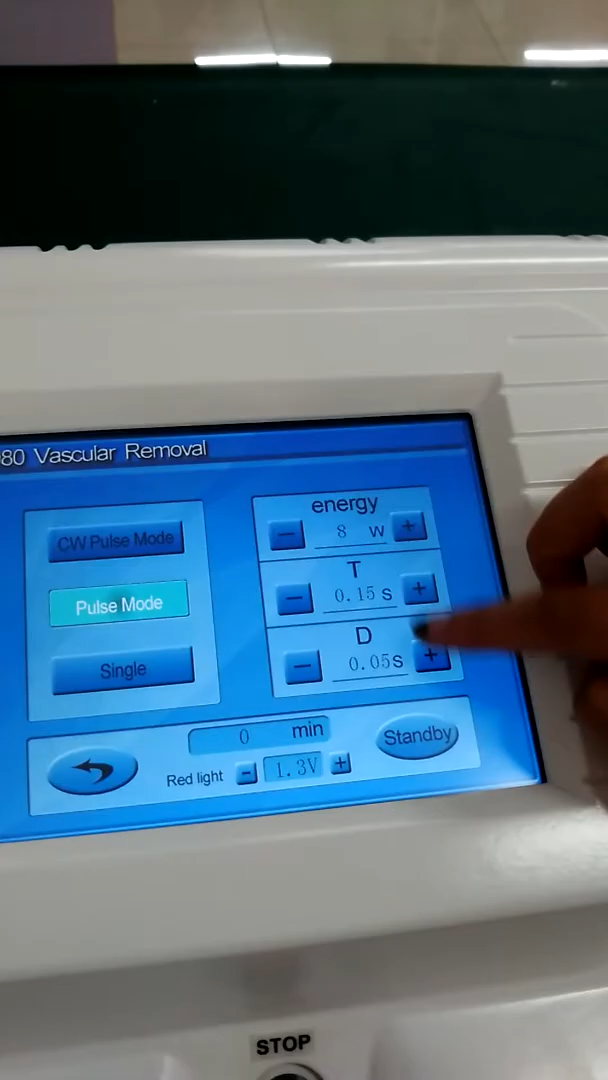 80 Vascular Removal
CW Pulse Mode
Pulse Mode
Single
energy
− 8 w +
T
− 0.15 s +
D
− 0.05s +
0 min
Standby
Red light − 1.3V +
STOP